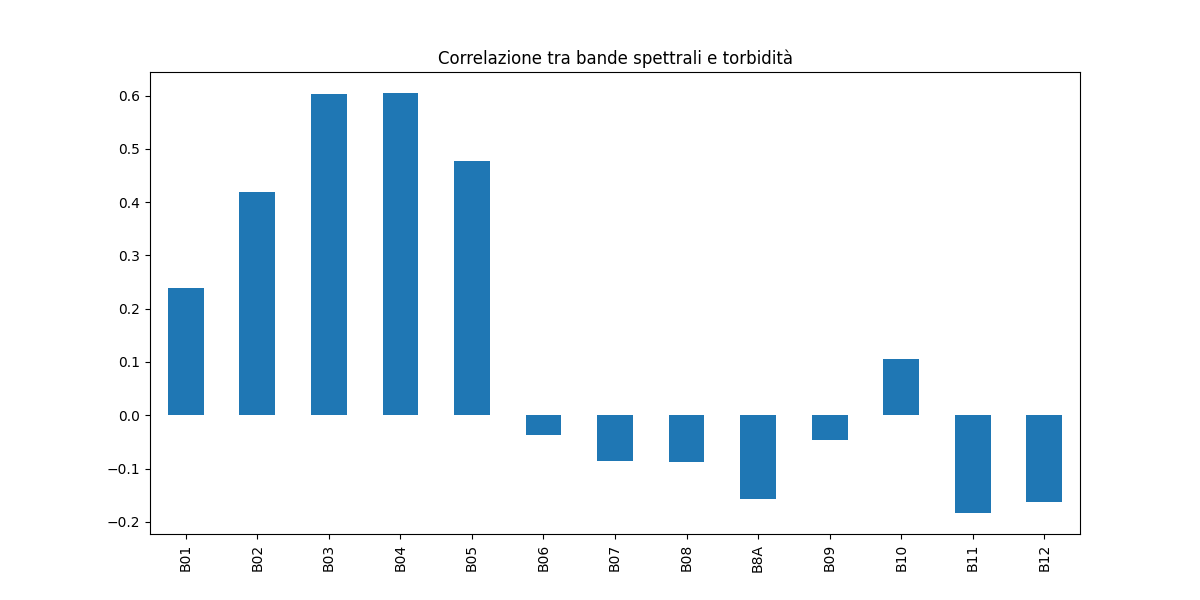 Correlazione tra bande spettrali e torbidità
0.6
0.5
0.4
0.3
0.2
0.1
0.0
−0.1
−0.2
B01
B02
B03
B04
B05
B06
B07
B08
B8A
B09
B10
B11
B12